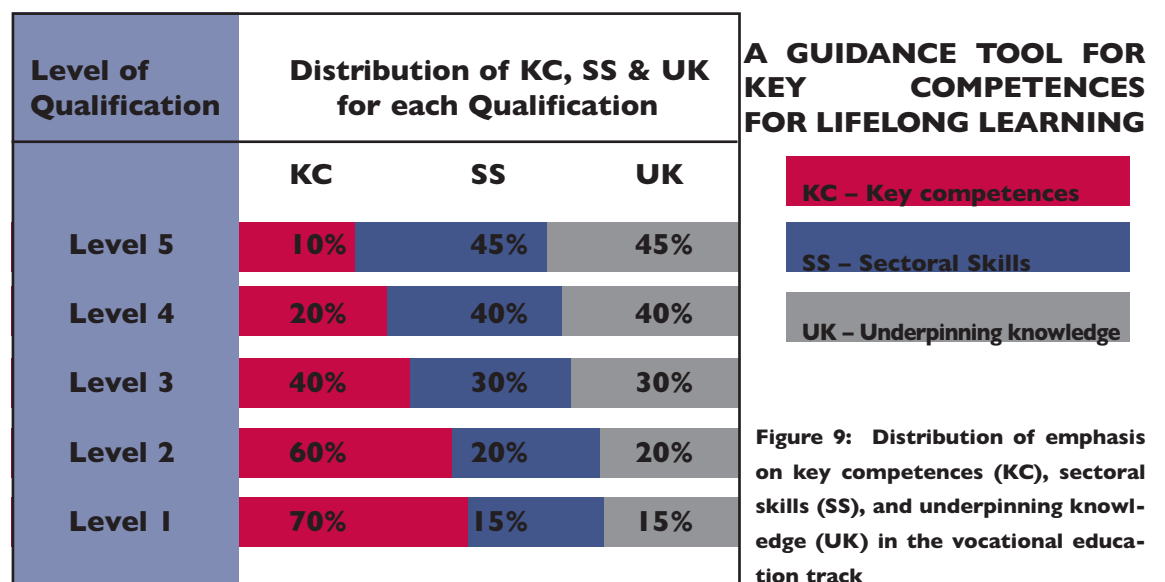 Level of
Qualification
Distribution of KC, SS & UK
for each Qualification
KC SS UK
Level 5 10% 45% 45%
Level 4 20% 40% 40%
Level 3 40% 30% 30%
Level 2 60% 20% 20%
Level 1 70% 15% 15%
A GUIDANCE TOOL FOR
KEY COMPETENCES
FOR LIFELONG LEARNING
KC – Key competences
SS – Sectoral Skills
UK – Underpinning knowledge
Figure 9: Distribution of emphasis
on key competences (KC), sectoral
skills (SS), and underpinning knowl-
edge (UK) in the vocational educa-
tion track